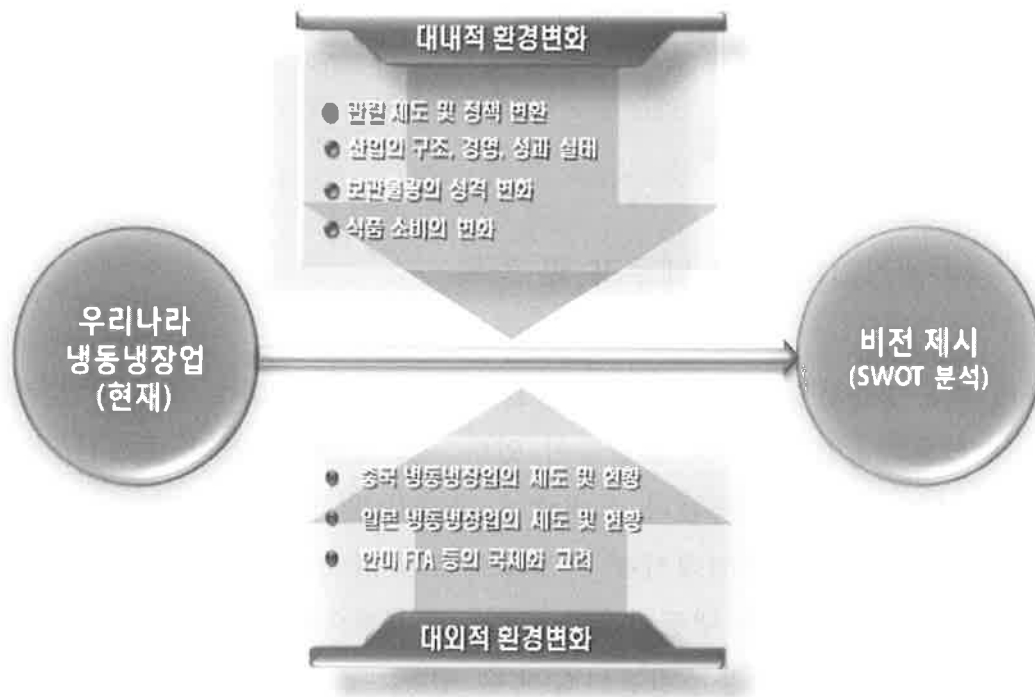 대내적 환경변화
관련 제도 및 정책 변환
산업의 구조, 경영, 성과 실태
보관물량의 성격 변화
식품 소비의 변화
우리나라
냉동냉장업
(현재)
비전 제시
(SWOT 분석)
중국 냉동냉장업의 제도 및 현황
일본 냉동냉장업의 제도 및 현황
한미 FTA 등의 국제화 고려
대외적 환경변화